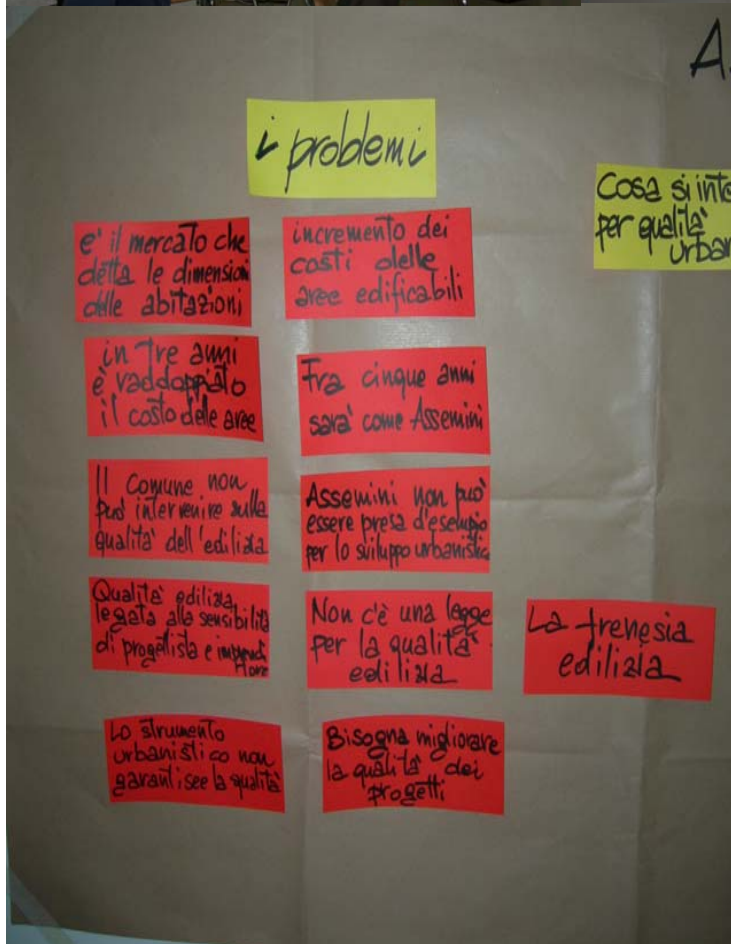 A.
i problemi
Cosa si inte
per qualità
urban
e' il mercato che
detta le dimensioni
delle abitazioni
incremento dei
costi delle
aree edificabili
in tre anni
è raddoppiato
il costo delle aree
Fra cinque anni
sarà come Assemini
Il Comune non
può intervenire sulla
qualità dell'edilizia
Assemini non può
essere presa d'esempio
per lo sviluppo urbanistico
Qualità edilizia
legata alla sensibilità
di progettista e imprendi
tore
Non c'è una legge
per la qualità
edilizia
La frenesia
edilizia
Lo strumento
urbanistico non
garantisce la qualità
Bisogna migliorare
la qualità dei
progetti